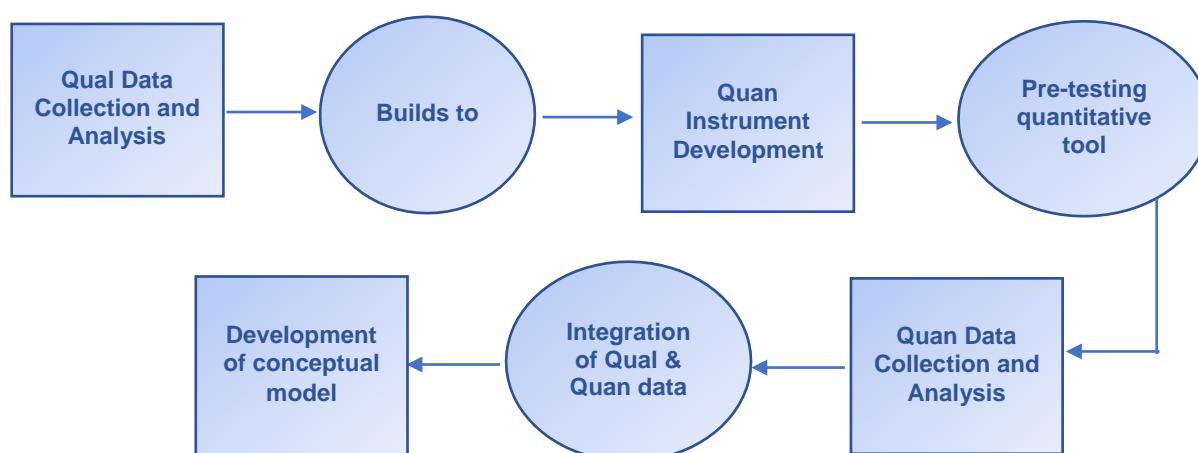 Qual Data
Collection and
Analysis
Builds to
Quan
Instrument
Development
Pre-testing
quantitative
tool
Development
of conceptual
model
Integration
of Qual &
Quan data
Quan Data
Collection and
Analysis